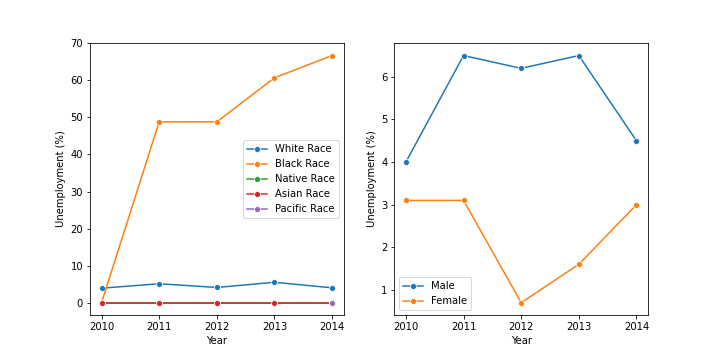 70
60
50
40
30
20
10
0
Unemployment (%)
White Race
Black Race
Native Race
Asian Race
Pacific Race
2010 2011 2012 2013 2014
Year
6
5
4
3
2
1
Unemployment (%)
Male
Female
2010 2011 2012 2013 2014
Year